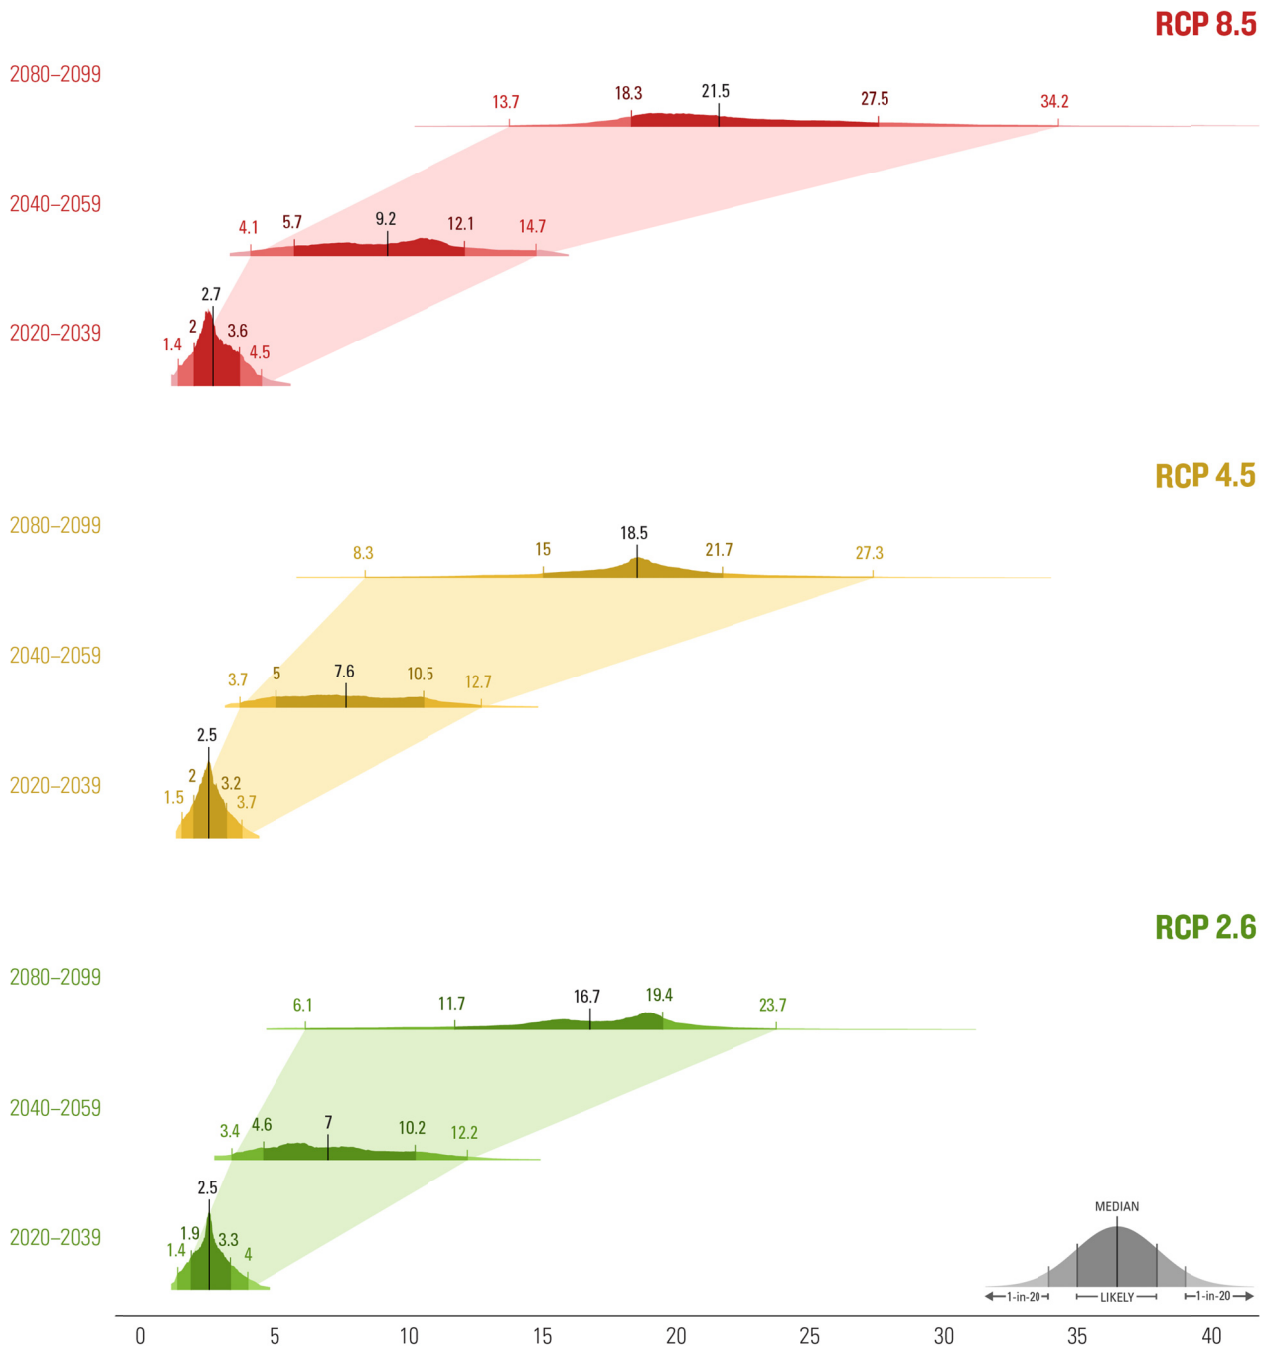 RCP 8.5
2080–2099
13.7 18.3 21.5 27.5 34.2
2040–2059
4.1 5.7 9.2 12.1 14.7
2020–2039
1.4 2 2.7 3.6 4.5
RCP 4.5
2080–2099
8.3 15 18.5 21.7 27.3
2040–2059
3.7 5 7.6 10.5 12.7
2020–2039
1.5 2 2.5 3.2 3.7
RCP 2.6
2080–2099
6.1 11.7 16.7 19.4 23.7
2040–2059
3.4 4.6 7 10.2 12.2
2020–2039
1.4 1.9 2.5 3.3 4
MEDIAN
1-in-20 LIKELY 1-in-20
0 5 10 15 20 25 30 35 40